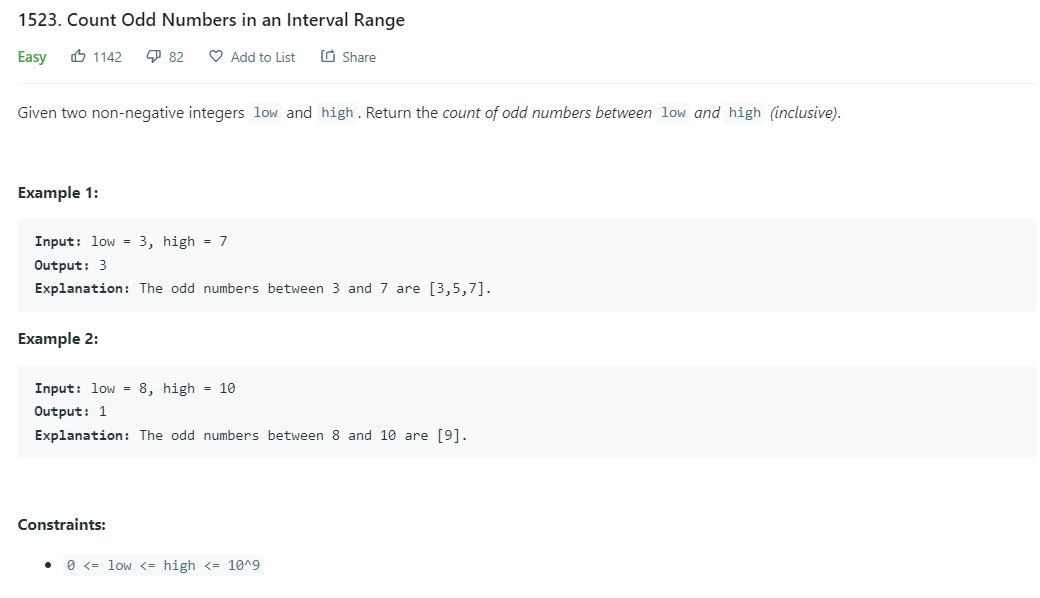 1523. Count Odd Numbers in an Interval Range
Easy 1142 82 Add to List Share
Given two non-negative integers low and high. Return the count of odd numbers between low and high (inclusive).
Example 1:
Input: low = 3, high = 7
Output: 3
Explanation: The odd numbers between 3 and 7 are [3,5,7].
Example 2:
Input: low = 8, high = 10
Output: 1
Explanation: The odd numbers between 8 and 10 are [9].
Constraints:
• 0 <= low <= high <= 10^9